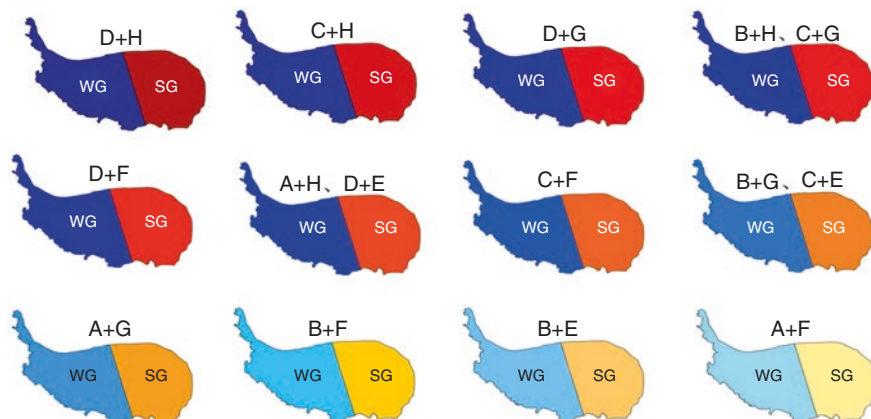 D+H
C+H
D+G
B+H、C+G
WG SG
WG SG
WG SG
WG SG
D+F
A+H、D+E
C+F
B+G、C+E
WG SG
WG SG
WG SG
WG SG
A+G
B+F
B+E
A+F
WG SG
WG SG
WG SG
WG SG